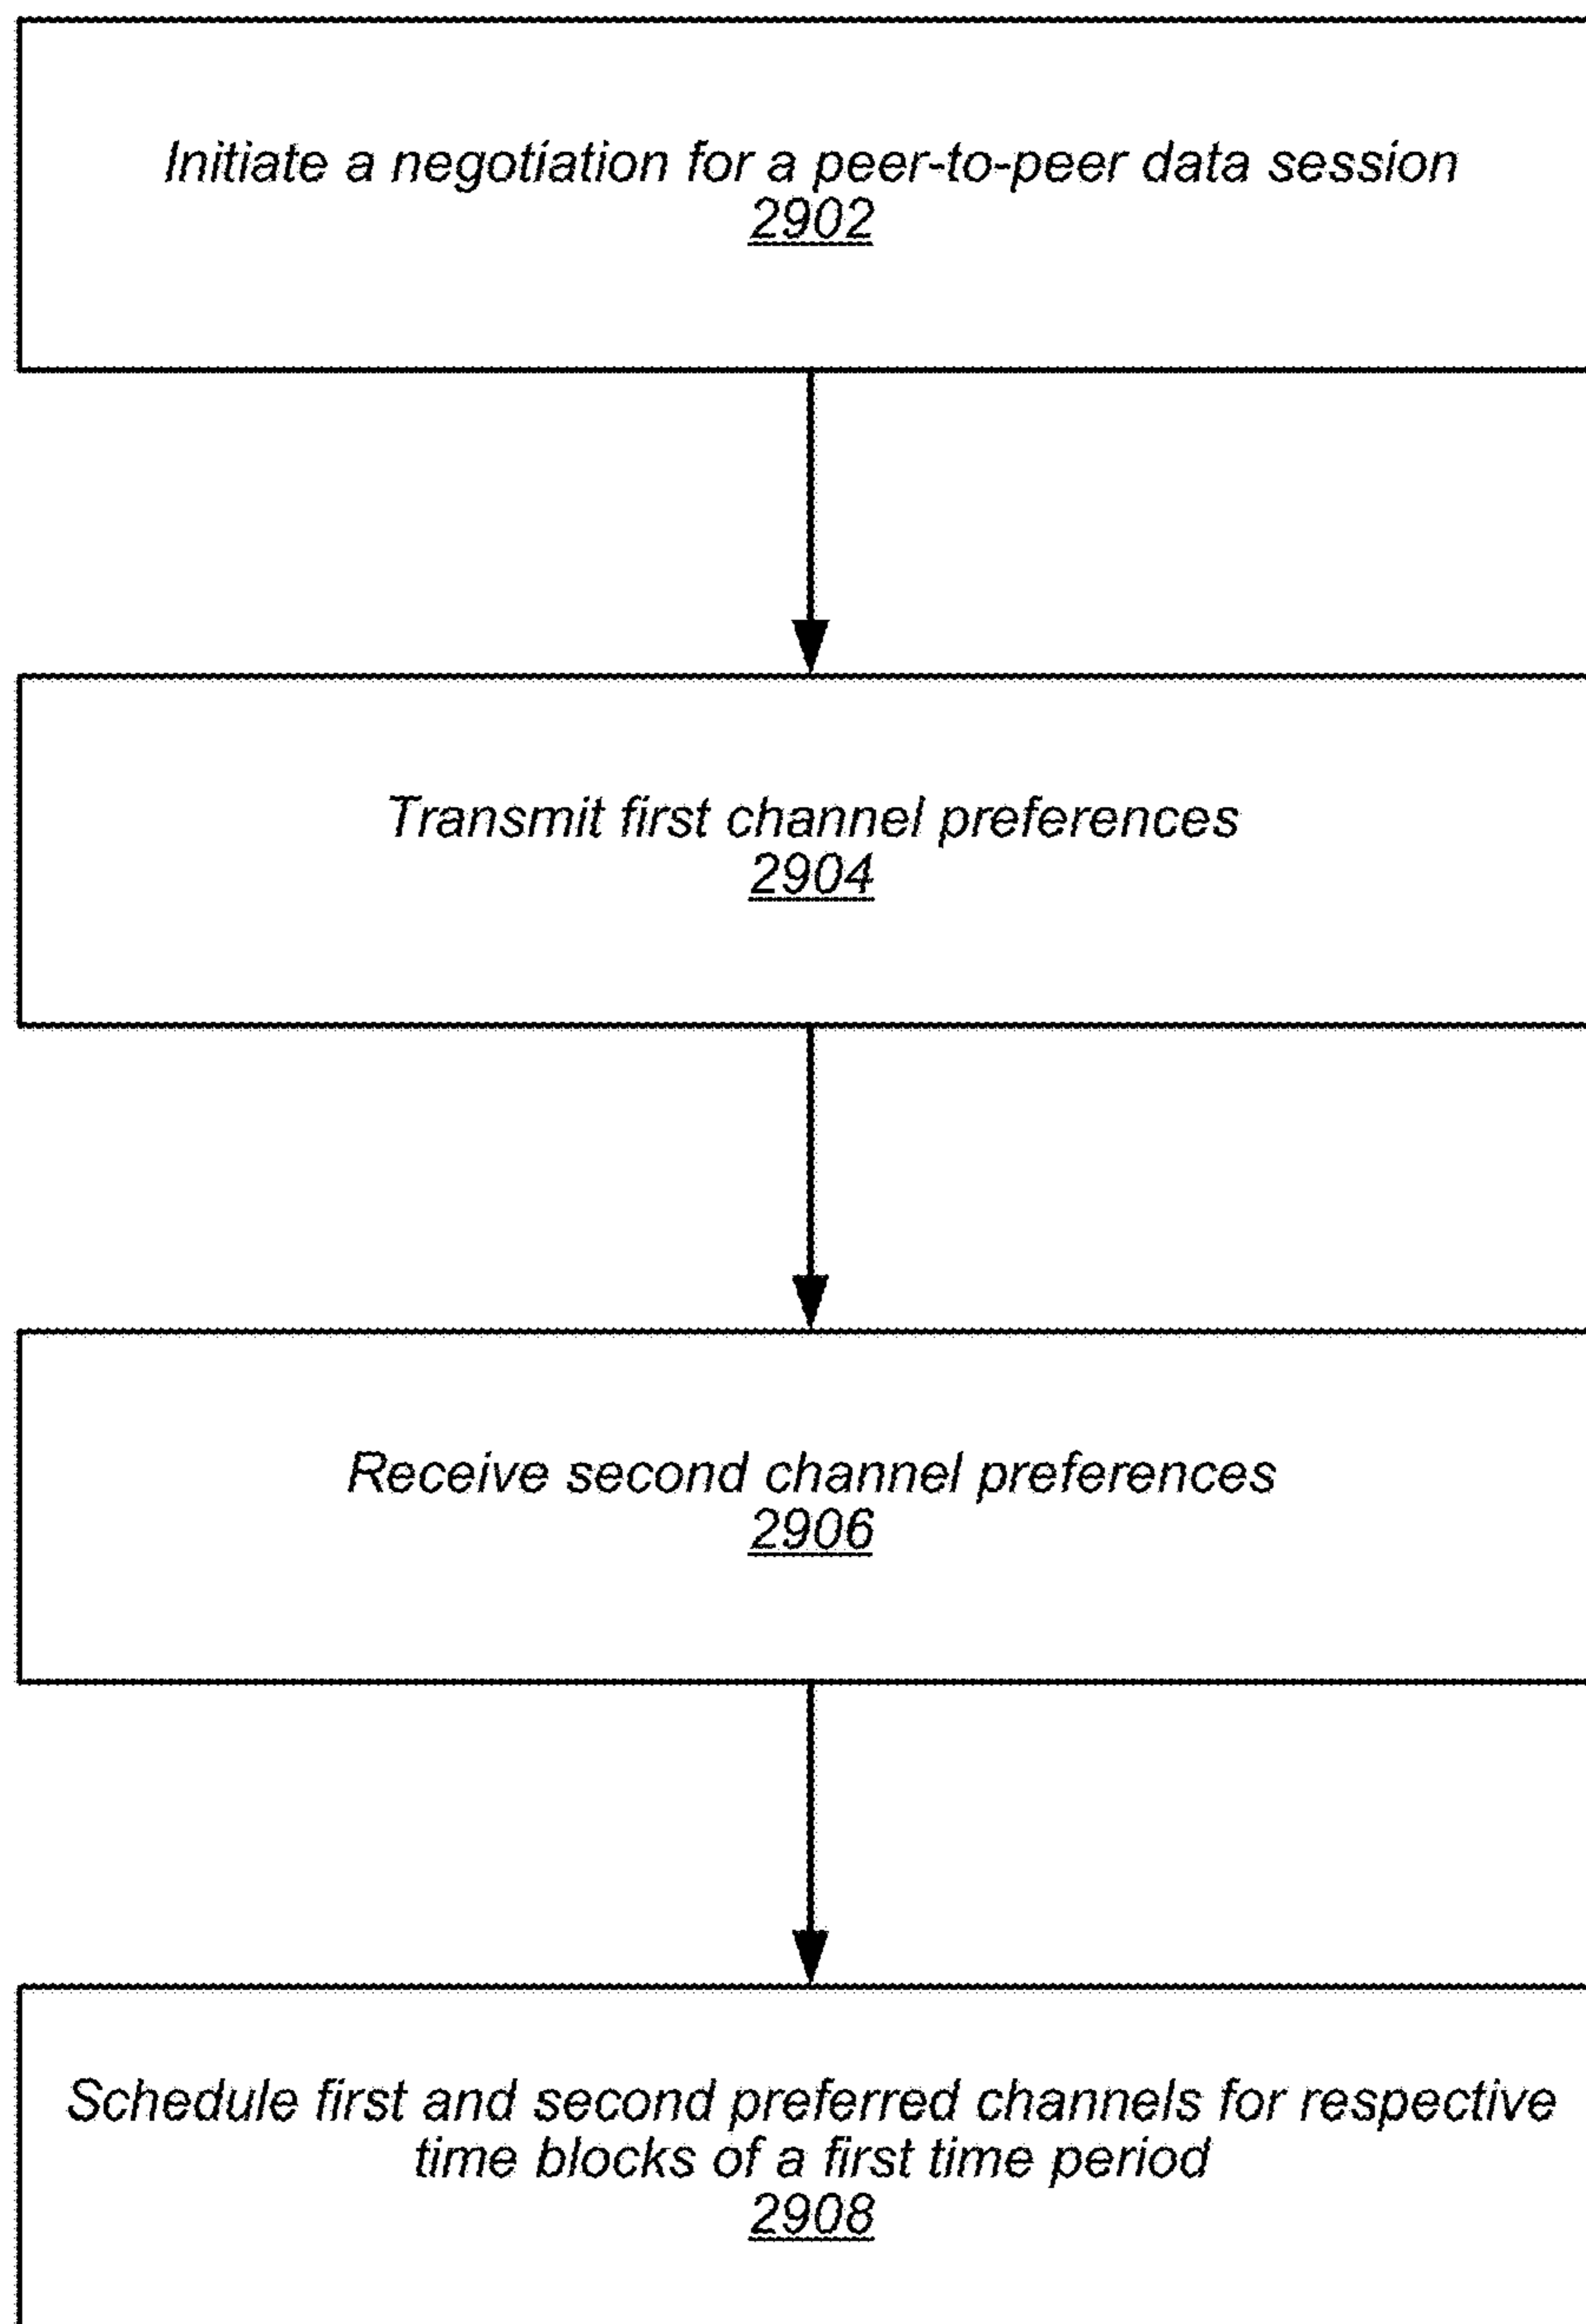 Initiate a negotiation for a peer-to-peer data session
2902
Transmit first channel preferences
2904
Receive second channel preferences
2906
Schedule first and second preferred channels for respective
time blocks of a first time period
2908